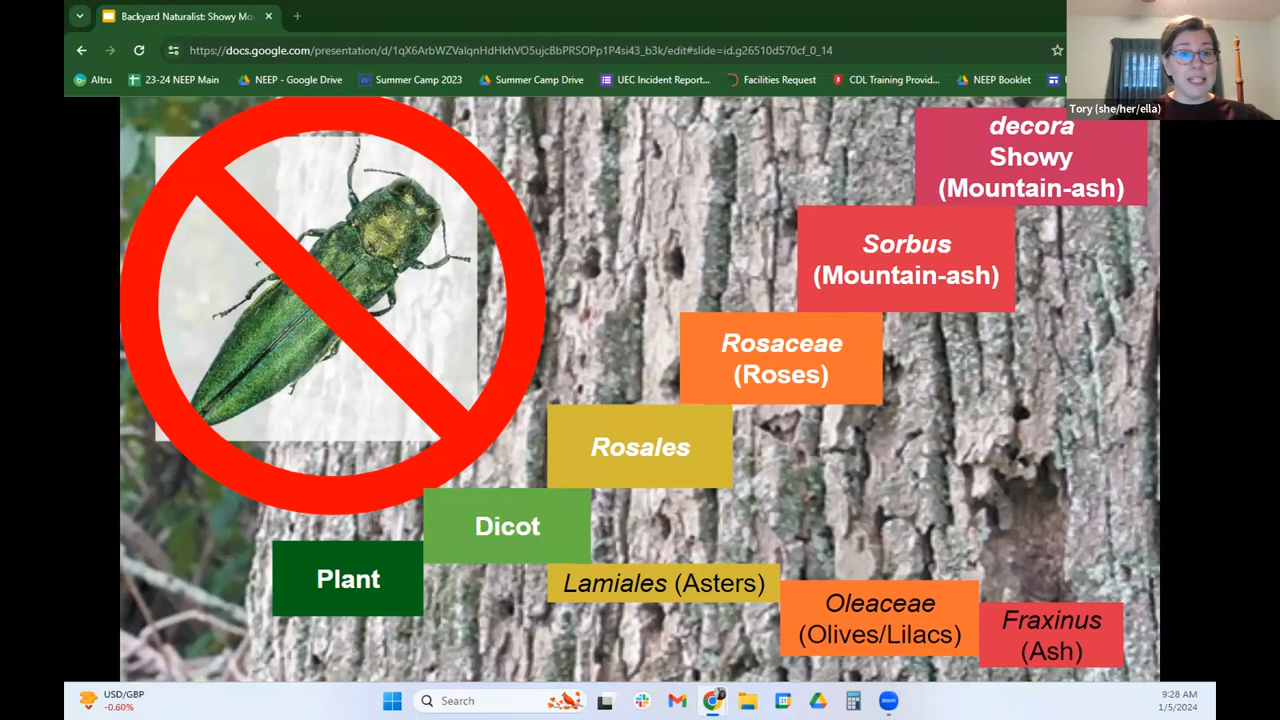 Backyard Naturalist: Showy Mo
https://docs.google.com/presentation/d/1qX6ArbWZValqnHdHkhVO5ujcBbPRSOPp1P4si43_b3k/edit#slide=id.g26510d570cf_0_14
Altru 23-24 NEEP Main NEEP - Google Drive Summer Camp 2023 Summer Camp Drive UEC Incident Report... Facilities Request CDL Training Provid... NEEP Booklet
Tory (she/her/ella)
decora
Showy
(Mountain-ash)
Sorbus
(Mountain-ash)
Rosaceae
(Roses)
Rosales
Dicot
Plant
Lamiales (Asters)
Oleaceae
(Olives/Lilacs)
Fraxinus
(Ash)
USD/GBP
-0.60%
Search
zoom
9:28 AM
1/5/2024